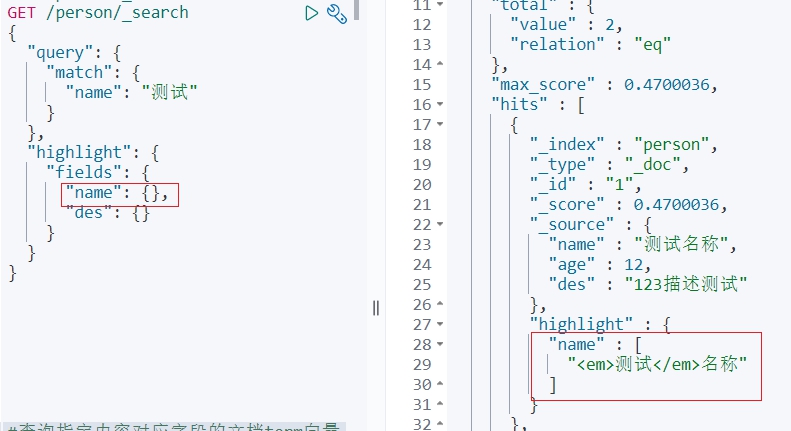 GET /person/_search
{
  "query": {
    "match": {
      "name": "测试"
    }
  },
  "highlight": {
    "fields": {
      "name": {},
      "des": {}
    }
  }
}
#查询指定内容对应字段的文档term向量
11 "total" : {
12 "value" : 2,
13 "relation" : "eq"
14 },
15 "max_score" : 0.4700036,
16 "hits" : [
17 {
18 "_index" : "person",
19 "_type" : "_doc",
20 "_id" : "1",
21 "_score" : 0.4700036,
22 "_source" : {
23 "name" : "测试名称",
24 "age" : 12,
25 "des" : "123描述测试"
26 },
27 "highlight" : {
28 "name" : [
29 "<em>测试</em>名称"
30 ]
31 }
32 },